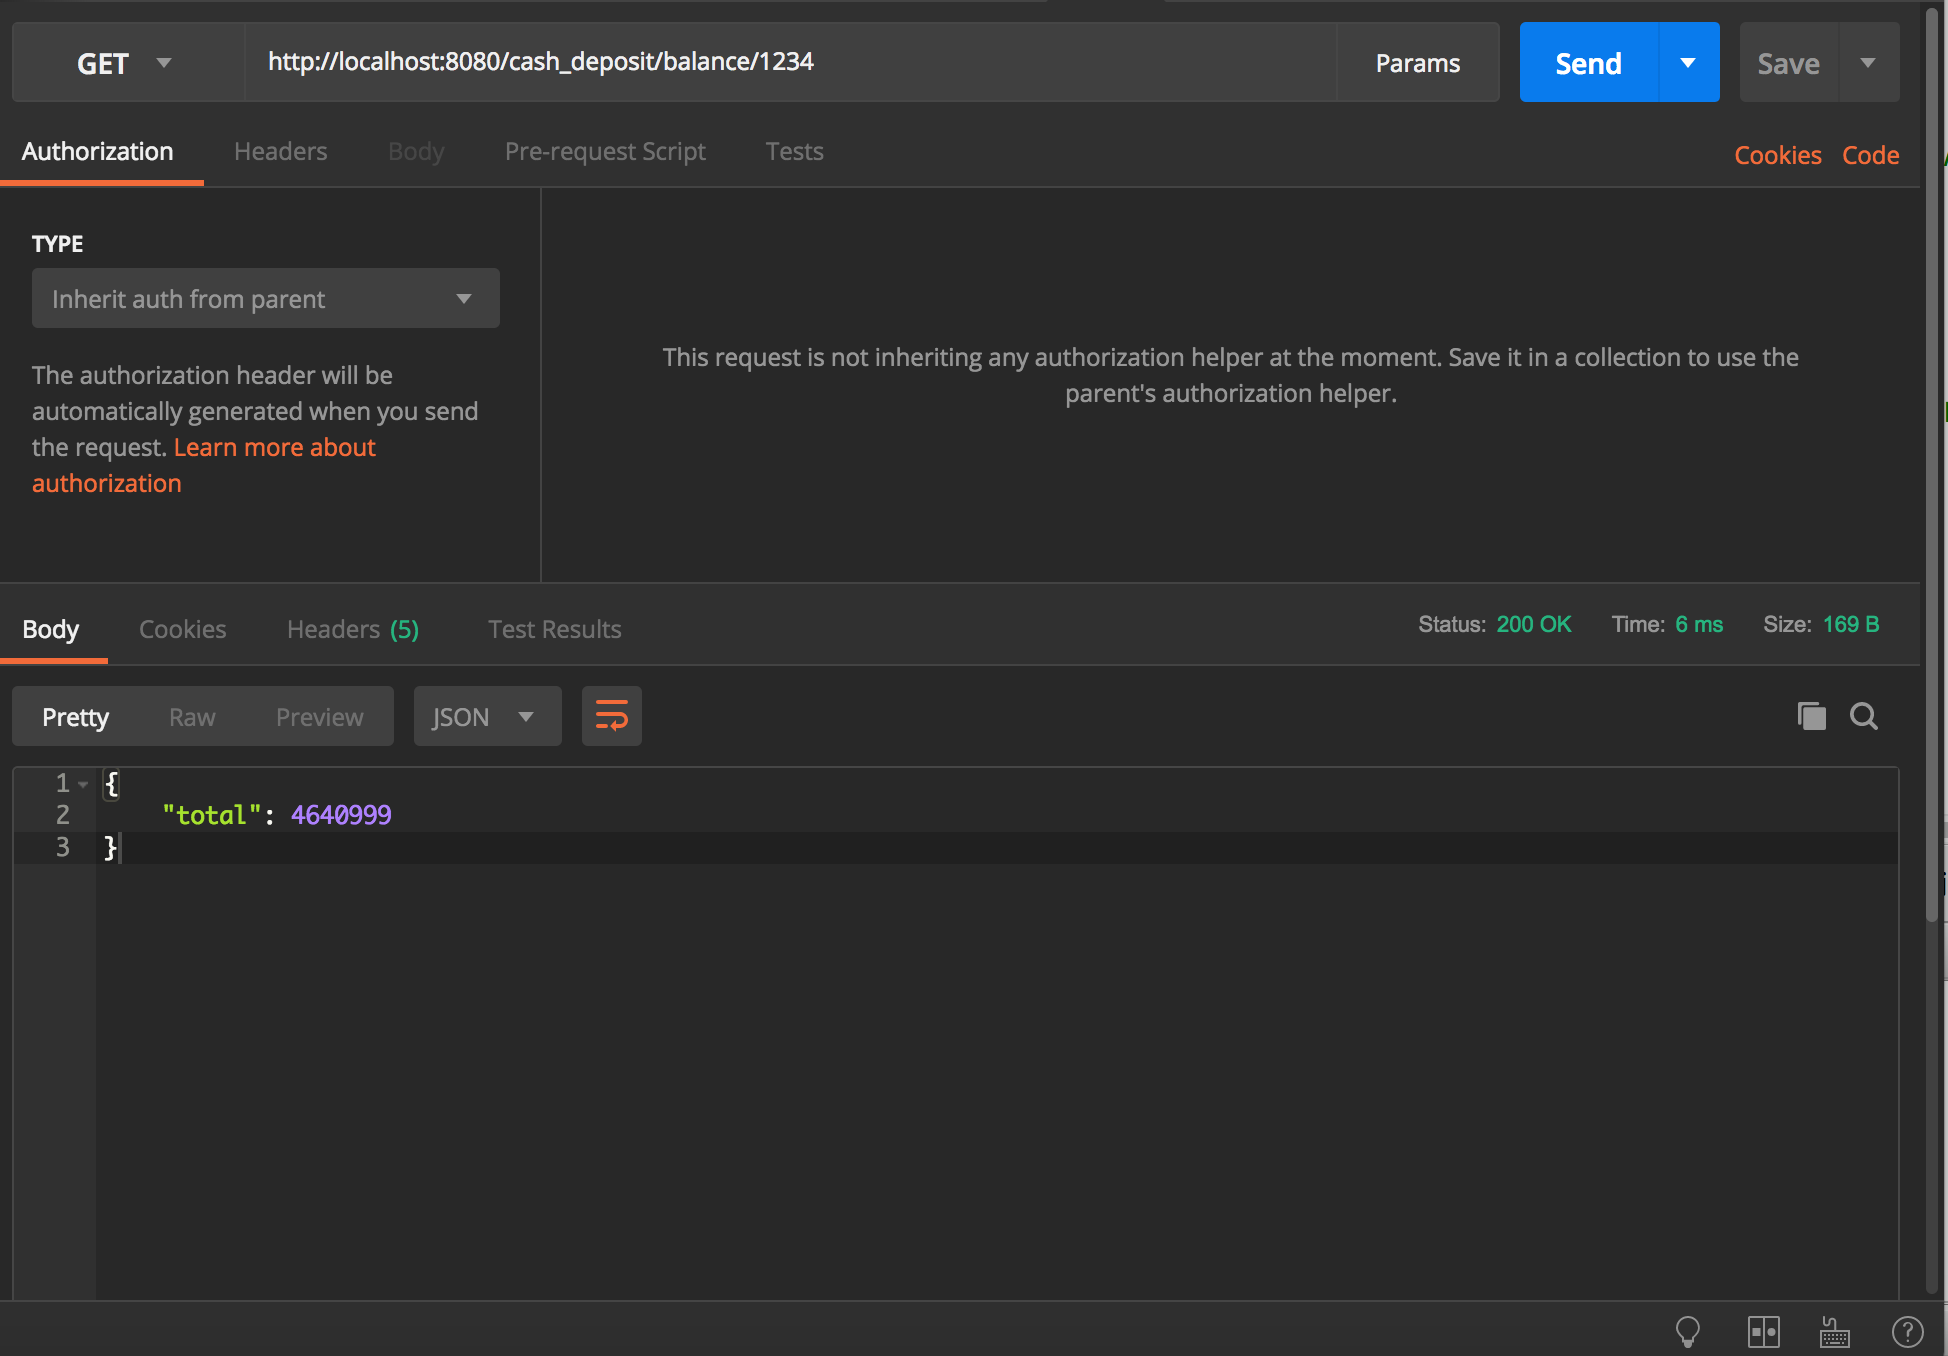 GET
http://localhost:8080/cash_deposit/balance/1234
Params
Send
Save
Authorization
Headers
Body
Pre-request Script
Tests
Cookies
Code
TYPE
Inherit auth from parent
The authorization header will be
automatically generated when you send
the request. Learn more about
authorization
This request is not inheriting any authorization helper at the moment. Save it in a collection to use the
parent's authorization helper.
Body
Cookies
Headers (5)
Test Results
Status: 200 OK
Time: 6 ms
Size: 169 B
Pretty
Raw
Preview
JSON
1 {
2 "total": 4640999
3 }